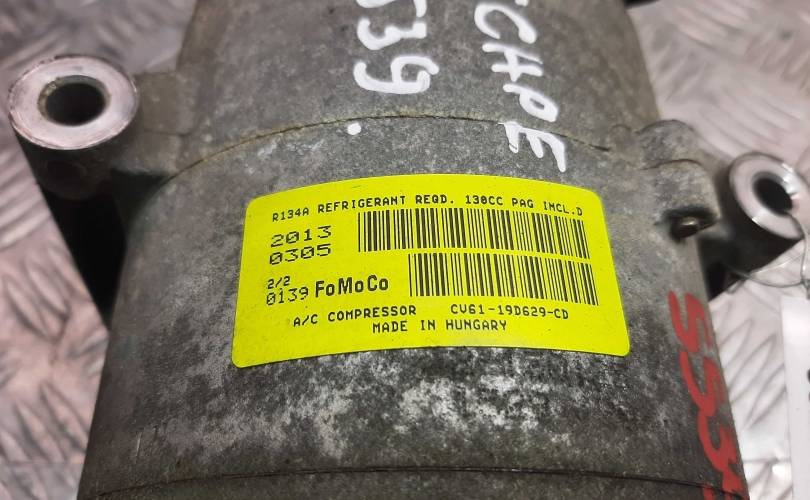 539
CHPE
R134A REFRIGERANT REQD. 130CC PAG INCL.D
2013
0305
2/2
0139 FoMoCo
A/C COMPRESSOR CV61-19D629-CD
MADE IN HUNGARY